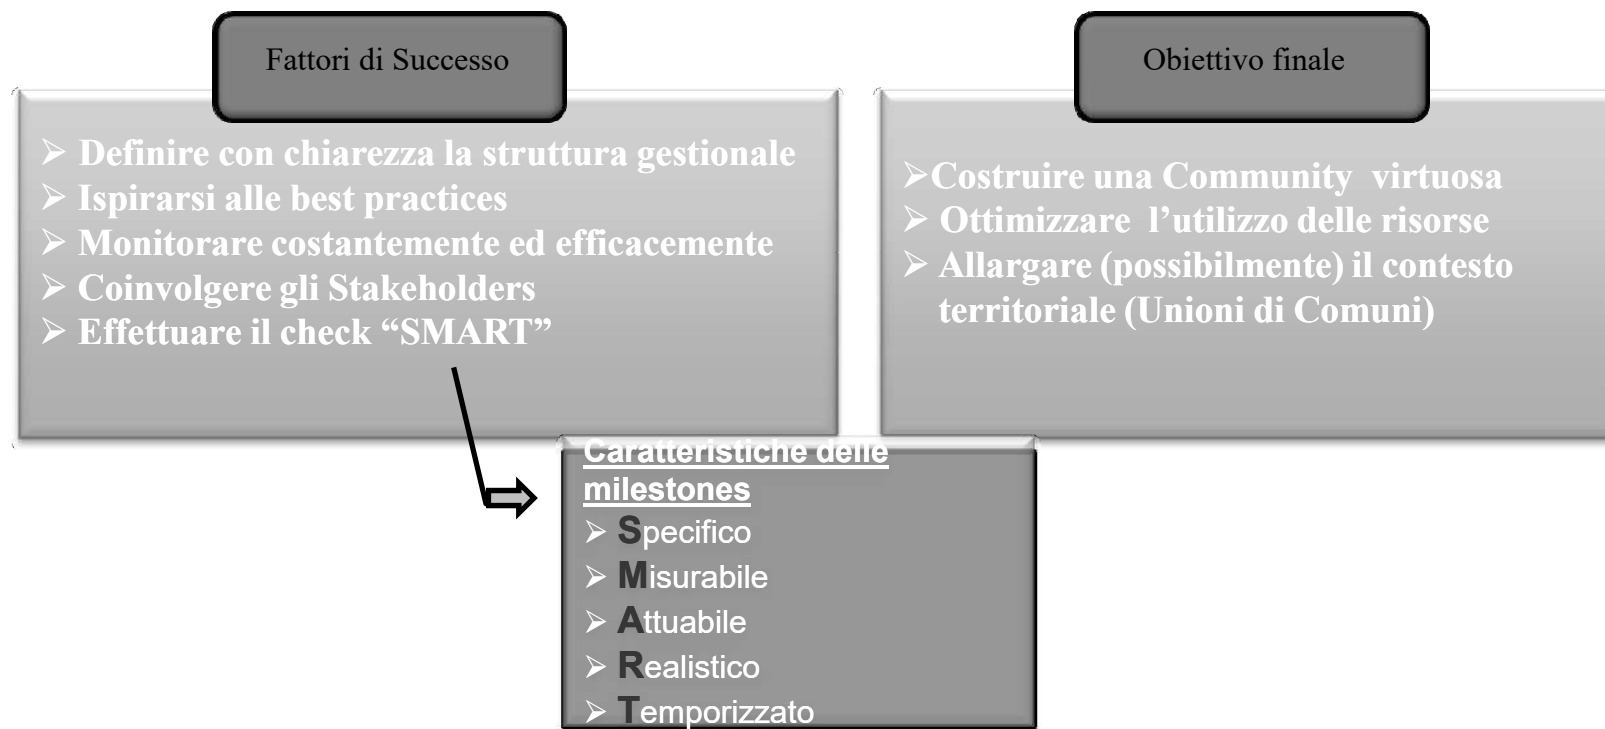 Fattori di Successo
➢ Definire con chiarezza la struttura gestionale
➢ Ispirarsi alle best practices
➢ Monitorare costantemente ed efficacemente
➢ Coinvolgere gli Stakeholders
➢ Effettuare il check “SMART”
Obiettivo finale
➢Costruire una Community virtuosa
➢ Ottimizzare l’utilizzo delle risorse
➢ Allargare (possibilmente) il contesto
territoriale (Unioni di Comuni)
Caratteristiche delle
milestones
➢ Specifico
➢ Misurabile
➢ Attuabile
➢ Realistico
➢ Temporizzato